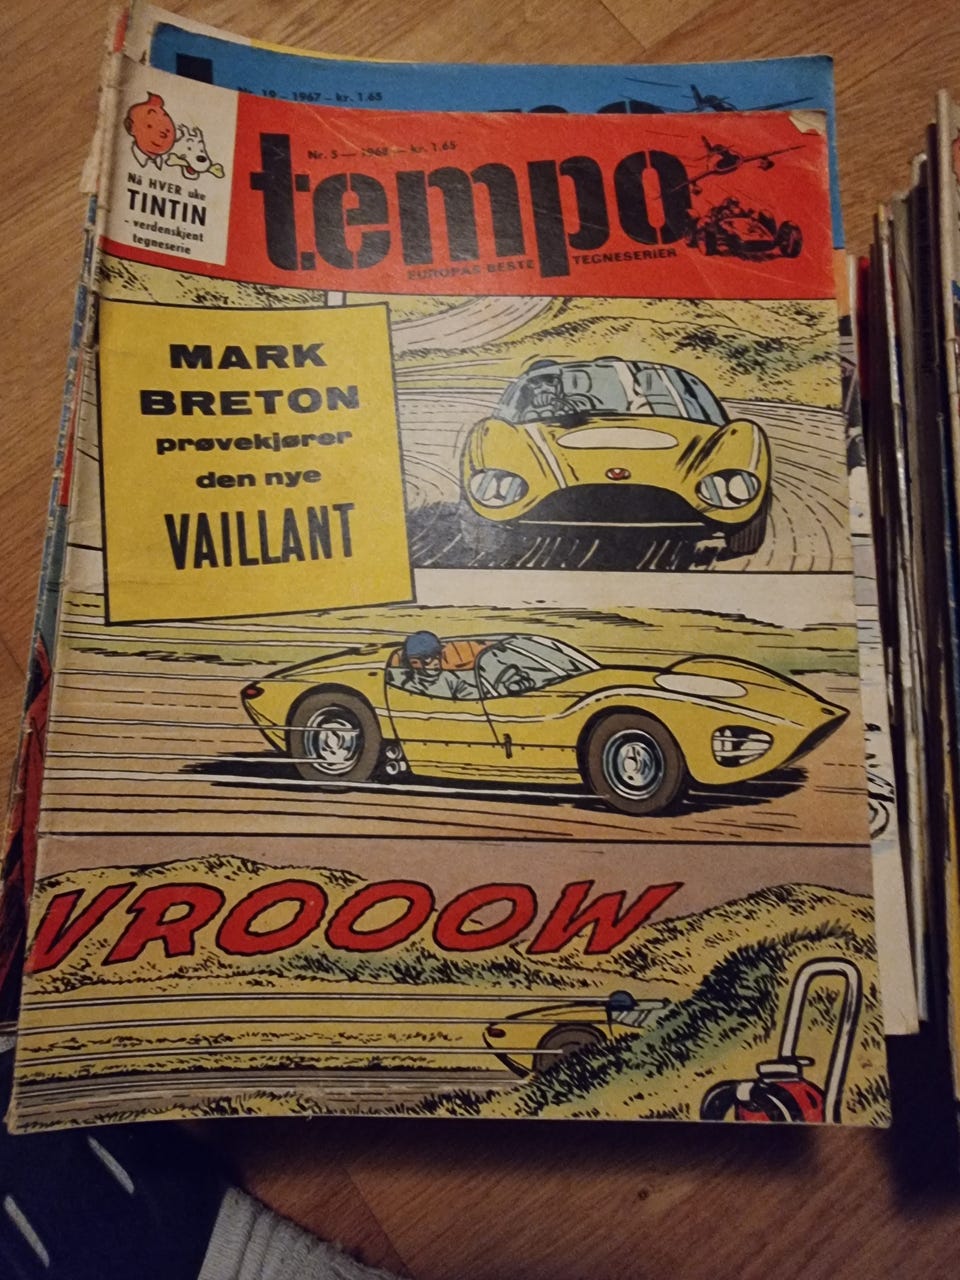 Nr. 19 - 1967 - kr. 1.65
Nr. 5 — 1968 — kr. 1.65
tempo
EUROPAS BESTE TEGNESERIER
Nå HVER uke
TINTIN
- verdenskjent
tegneserie
MARK
BRETON
prøvekjører
den nye
VAILLANT
VROOOW